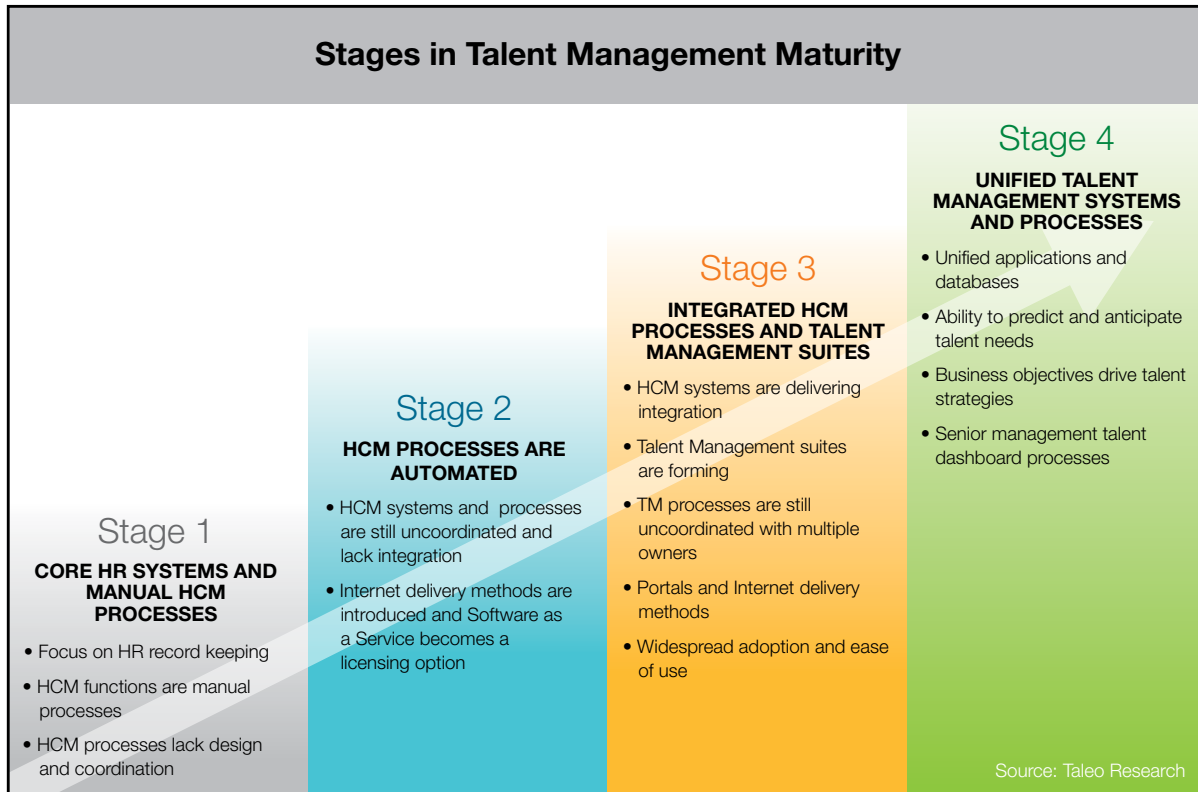 Stages in Talent Management Maturity
Stage 1
CORE HR SYSTEMS AND
MANUAL HCM
PROCESSES
• Focus on HR record keeping
• HCM functions are manual
processes
• HCM processes lack design
and coordination
Stage 2
HCM PROCESSES ARE
AUTOMATED
• HCM systems and processes
are still uncoordinated and
lack integration
• Internet delivery methods are
introduced and Software as
a Service becomes a
licensing option
Stage 3
INTEGRATED HCM
PROCESSES AND TALENT
MANAGEMENT SUITES
• HCM systems are delivering
integration
• Talent Management suites
are forming
• TM processes are still
uncoordinated with multiple
owners
• Portals and Internet delivery
methods
• Widespread adoption and ease
of use
Stage 4
UNIFIED TALENT
MANAGEMENT SYSTEMS
AND PROCESSES
• Unified applications and
databases
• Ability to predict and anticipate
talent needs
• Business objectives drive talent
strategies
• Senior management talent
dashboard processes
Source: Taleo Research